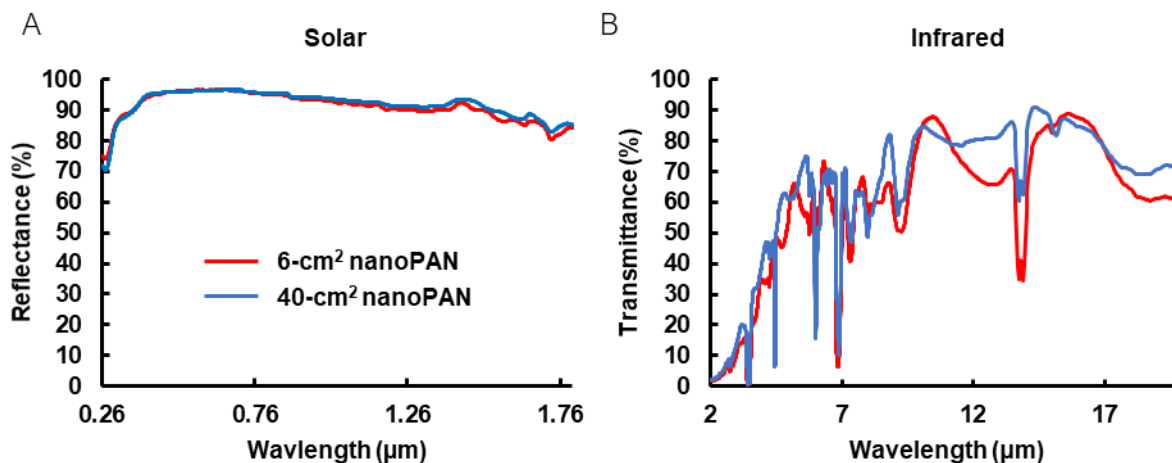 A
Solar
Reflectance (%)
100
90
80
70
60
50
40
30
20
10
0
6-cm² nanoPAN
40-cm² nanoPAN
0.26 0.76 1.26 1.76
Wavlength (μm)
B
Infrared
Transmittance (%)
100
90
80
70
60
50
40
30
20
10
0
2 7 12 17
Wavelength (μm)